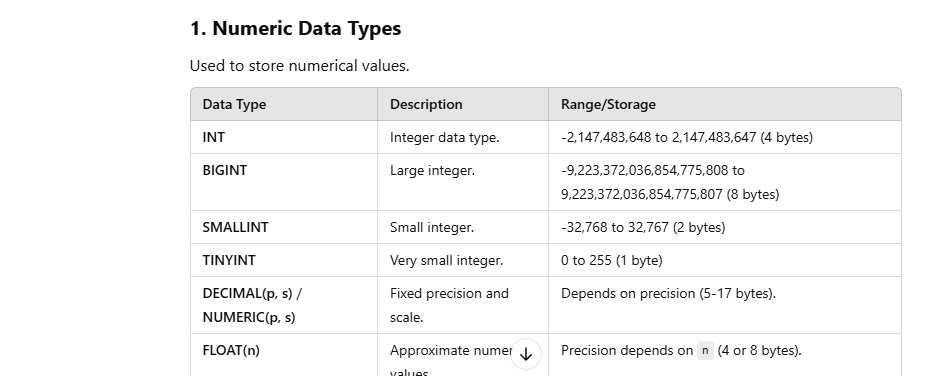 1. Numeric Data Types
Used to store numerical values.
Data Type Description Range/Storage
INT Integer data type. -2,147,483,648 to 2,147,483,647 (4 bytes)
BIGINT Large integer. -9,223,372,036,854,775,808 to
9,223,372,036,854,775,807 (8 bytes)
SMALLINT Small integer. -32,768 to 32,767 (2 bytes)
TINYINT Very small integer. 0 to 255 (1 byte)
DECIMAL(p, s) / Fixed precision and Depends on precision (5-17 bytes).
NUMERIC(p, s) scale.
FLOAT(n) Approximate Precision depends on n (4 or 8 bytes).
values